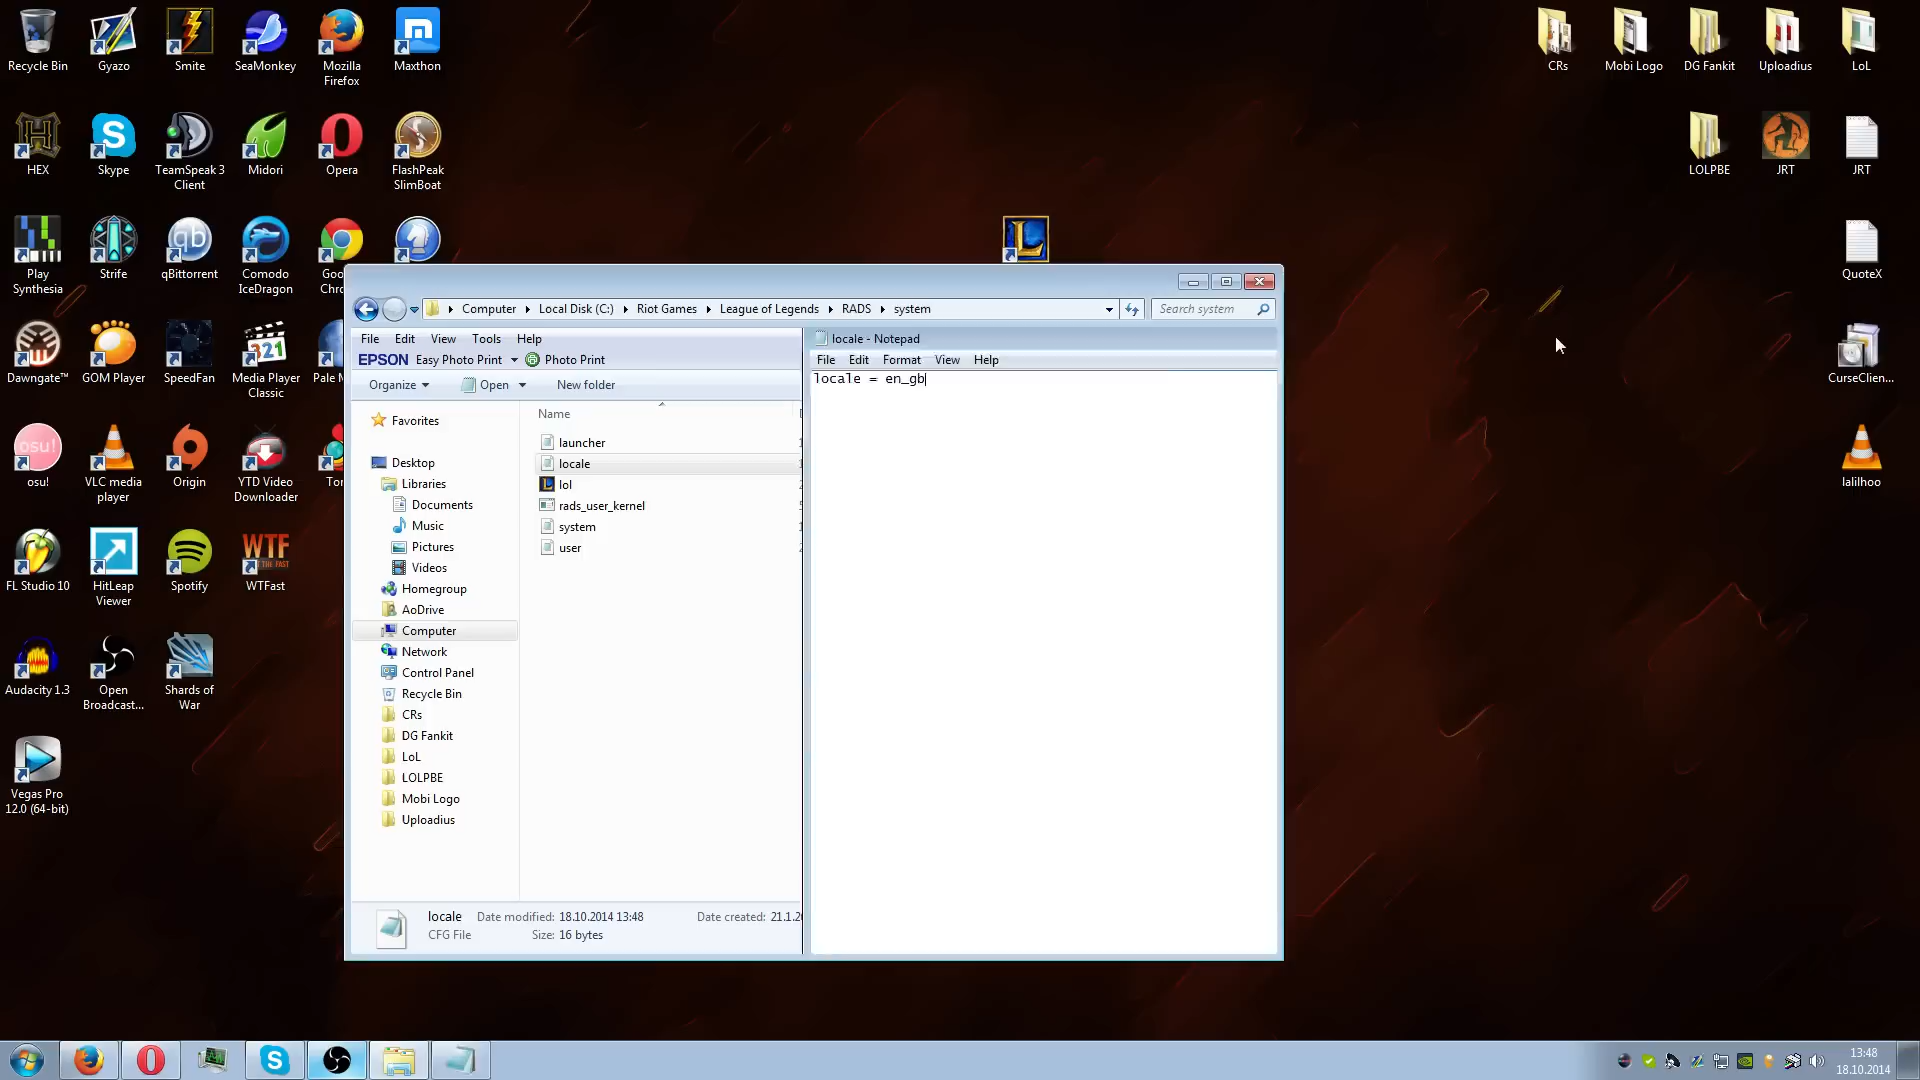 Recycle Bin
Gyazo
Smite
SeaMonkey
Mozilla
Firefox
Maxthon
CRs
Mobi Logo
DG Fankit
Uploadius
LoL
HEX
Skype
TeamSpeak 3
Client
Midori
Opera
FlashPeak
SlimBoat
LOLPBE
JRT
JRT
Play
Synthesia
Strife
qBittorrent
Comodo
IceDragon
Goo
Chr
QuoteX
Dawngate™
GOM Player
SpeedFan
Media Player
Classic
Pale M
CurseClien...
osu!
osu!
VLC media
player
Origin
YTD Video
Downloader
Tor
lalilhoo
FL Studio 10
HitLeap
Viewer
Spotify
WTF
WTFast
Audacity 1.3
Open
Broadcast...
Shards of
War
Vegas Pro
12.0 (64-bit)
Computer
Local Disk (C:)
Riot Games
League of Legends
RADS
system
Search system
File Edit View Tools Help
EPSON Easy Photo Print Photo Print
Organize Open New folder
Favorites
Desktop
Libraries
Documents
Music
Pictures
Videos
Homegroup
AoDrive
Computer
Network
Control Panel
Recycle Bin
CRs
DG Fankit
LoL
LOLPBE
Mobi Logo
Uploadius
Name
launcher
locale
lol
rads_user_kernel
system
user
locale - Notepad
File Edit Format View Help
locale = en_gb
locale Date modified: 18.10.2014 13:48 Date created: 21.1.20
CFG File Size: 16 bytes
13:48
18.10.2014